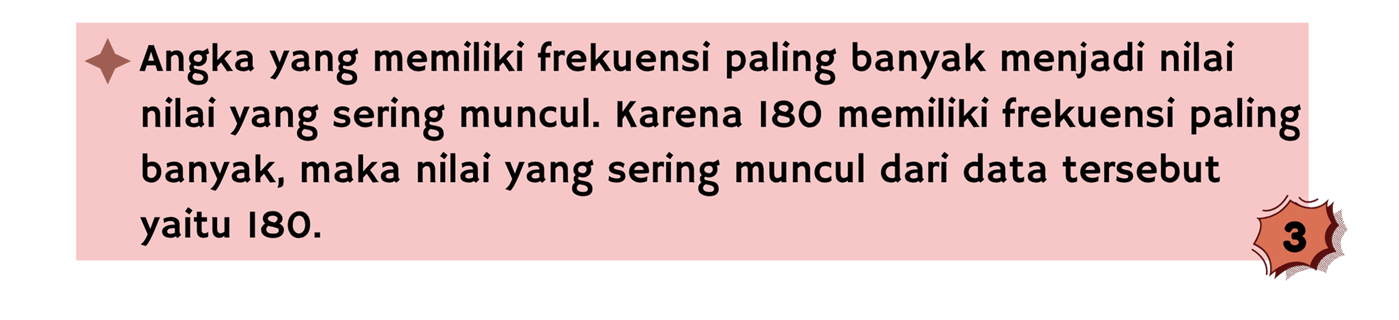 Angka yang memiliki frekuensi paling banyak menjadi nilai
nilai yang sering muncul. Karena 180 memiliki frekuensi paling
banyak, maka nilai yang sering muncul dari data tersebut
yaitu 180.
3